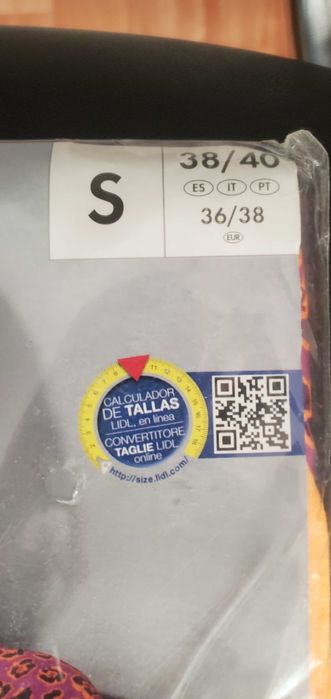 S
38/40
ES IT PT
36/38
EUR
CALCULADOR
DE TALLAS
LIDL, en línea
CONVERTITORE
TAGLIE LIDL
online
http://size.lidl.com/